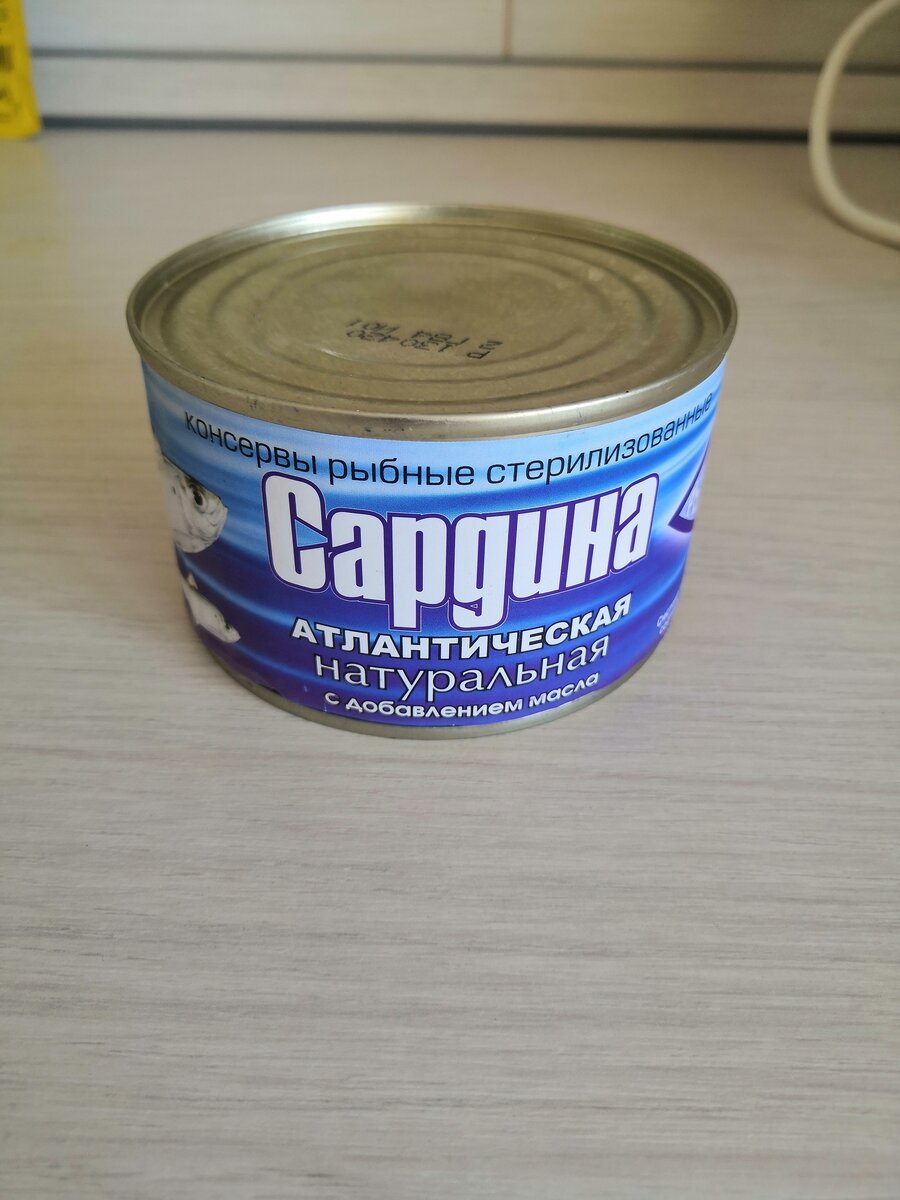 консервы рыбные стерилизованные
Сардина
АТЛАНТИЧЕСКАЯ
натуральная
с добавлением масла